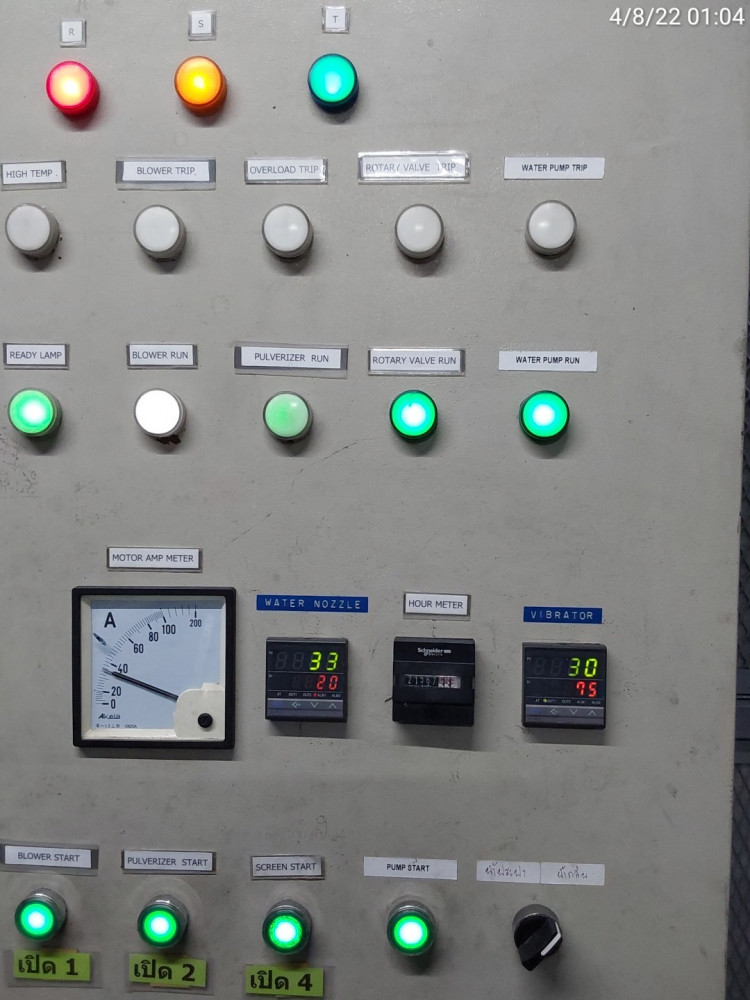 4/8/22 01:04
R
S
T
HIGH TEMP .
BLOWER TRIP.
OVERLOAD TRIP
ROTARY VALVE TRIP
WATER PUMP TRIP
READY LAMP
BLOWER RUN
PULVERIZER RUN
ROTARY VALVE RUN
WATER PUMP RUN
MOTOR AMP METER
WATER NOZZLE
HOUR METER
VIBRATOR
A
0
20
40
60
80
100
200
33
20
Schneider
30
75
BLOWER START
PULVERIZER START
SCREEN START
PUMP START
เปิด 1
เปิด 2
เปิด 4